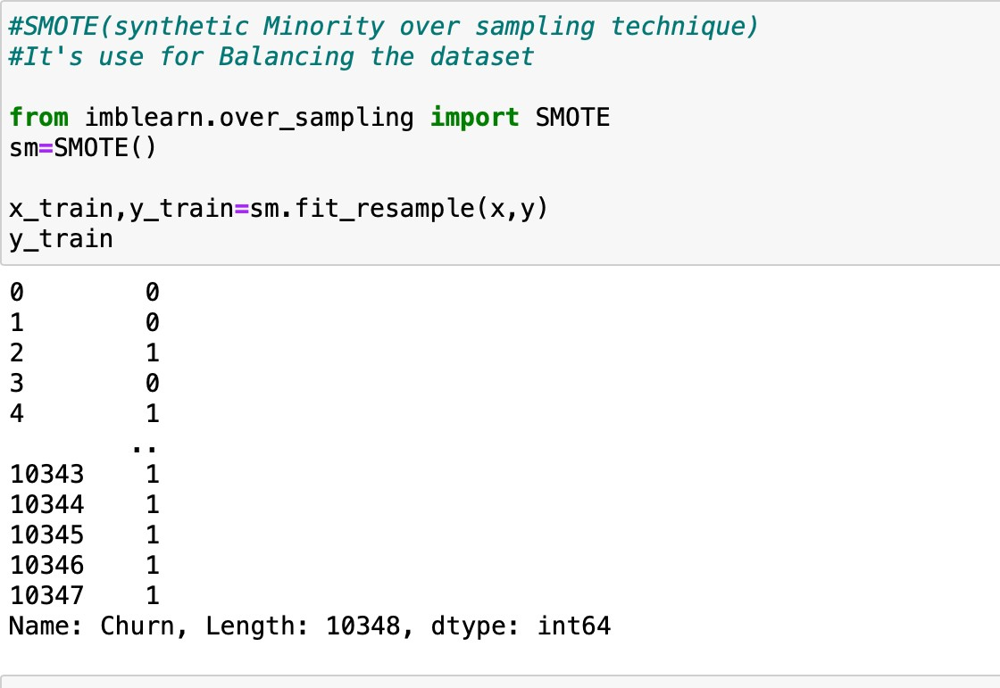 #SMOTE(synthetic Minority over sampling technique)
#It's use for Balancing the dataset
from imblearn.over_sampling import SMOTE
sm=SMOTE()
x_train,y_train=sm.fit_resample(x,y)
y_train
0        0
1        0
2        1
3        0
4        1
        ..
10343    1
10344    1
10345    1
10346    1
10347    1
Name: Churn, Length: 10348, dtype: int64